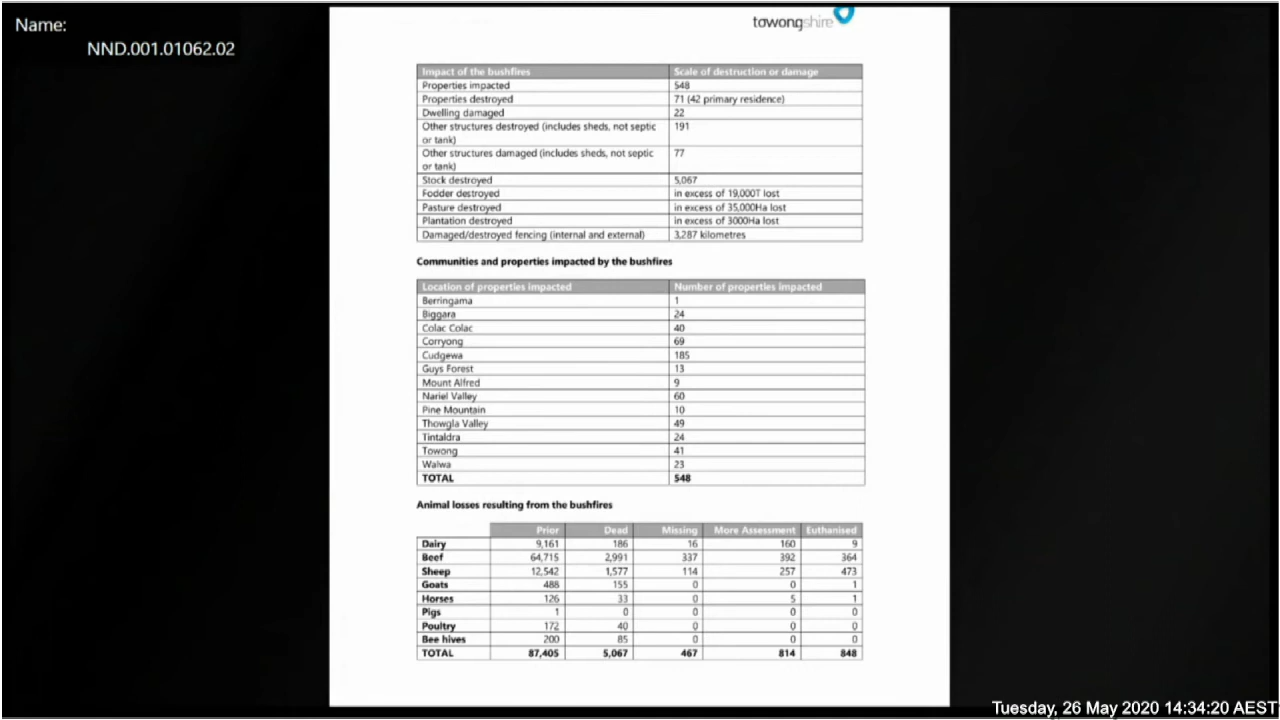 Name:
NND.001.01062.02
towongshire
Impact of the bushfires Scale of destruction or damage
Properties impacted 548
Properties destroyed 71 (42 primary residence)
Dwelling damaged 22
Other structures destroyed (includes sheds, not septic 191
or tank)
Other structures damaged (includes sheds, not septic 77
or tank)
Stock destroyed 5,067
Fodder destroyed in excess of 19,000T lost
Pasture destroyed in excess of 35,000Ha lost
Plantation destroyed in excess of 3000Ha lost
Damaged/destroyed fencing (internal and external) 3,287 kilometres
Communities and properties impacted by the bushfires
Location of properties impacted Number of properties impacted
Berringama 1
Biggara 24
Colac Colac 40
Corryong 69
Cudgewa 185
Guys Forest 13
Mount Alfred 9
Nariel Valley 60
Pine Mountain 10
Thowgla Valley 49
Tintaldra 24
Towong 41
Walwa 23
TOTAL 548
Animal losses resulting from the bushfires
Prior Dead Missing More Assessment Euthanised
Dairy 9,161 186 16 160 9
Beef 64,715 2,991 337 392 364
Sheep 12,542 1,577 114 257 473
Goats 488 155 0 0 1
Horses 126 33 0 5 1
Pigs 1 0 0 0 0
Poultry 172 40 0 0 0
Bee hives 200 85 0 0 0
TOTAL 87,405 5,067 467 814 848
Tuesday, 26 May 2020 14:34:20 AEST